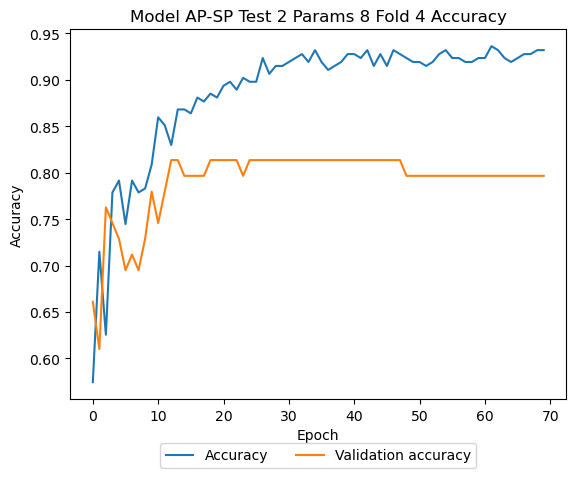 Model AP-SP Test 2 Params 8 Fold 4 Accuracy
0.95
0.90
0.85
0.80
0.75
0.70
0.65
0.60
Accuracy
0 10 20 30 40 50 60 70
Epoch
Accuracy Validation accuracy